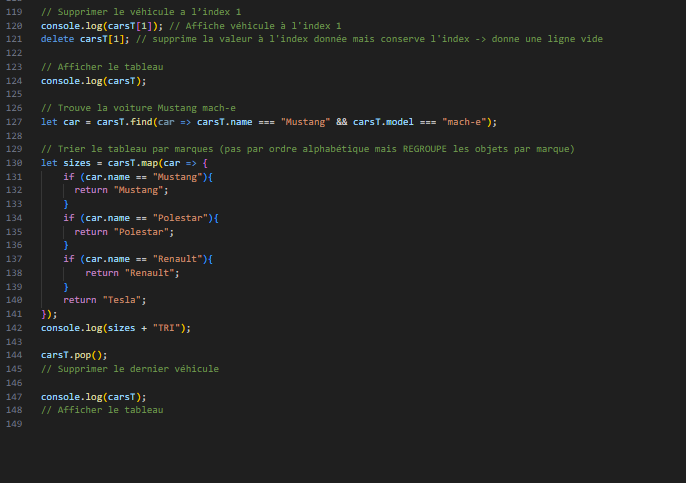 119 // Supprimer le véhicule a l’index 1
120 console.log(carsT[1]); // Affiche véhicule à l'index 1
121 delete carsT[1]; // supprime la valeur à l'index donnée mais conserve l'index -> donne une ligne vide
122
123 // Afficher le tableau
124 console.log(carsT);
125
126 // Trouve la voiture Mustang mach-e
127 let car = carsT.find(car => carsT.name === "Mustang" && carsT.model === "mach-e");
128
129 // Trier le tableau par marques (pas par ordre alphabétique mais REGROUPE les objets par marque)
130 let sizes = carsT.map(car => {
131 if (car.name == "Mustang"){
132 return "Mustang";
133 }
134 if (car.name == "Polestar"){
135 return "Polestar";
136 }
137 if (car.name == "Renault"){
138 return "Renault";
139 }
140 return "Tesla";
141 });
142 console.log(sizes + "TRI");
143
144 carsT.pop();
145 // Supprimer le dernier véhicule
146
147 console.log(carsT);
148 // Afficher le tableau
149